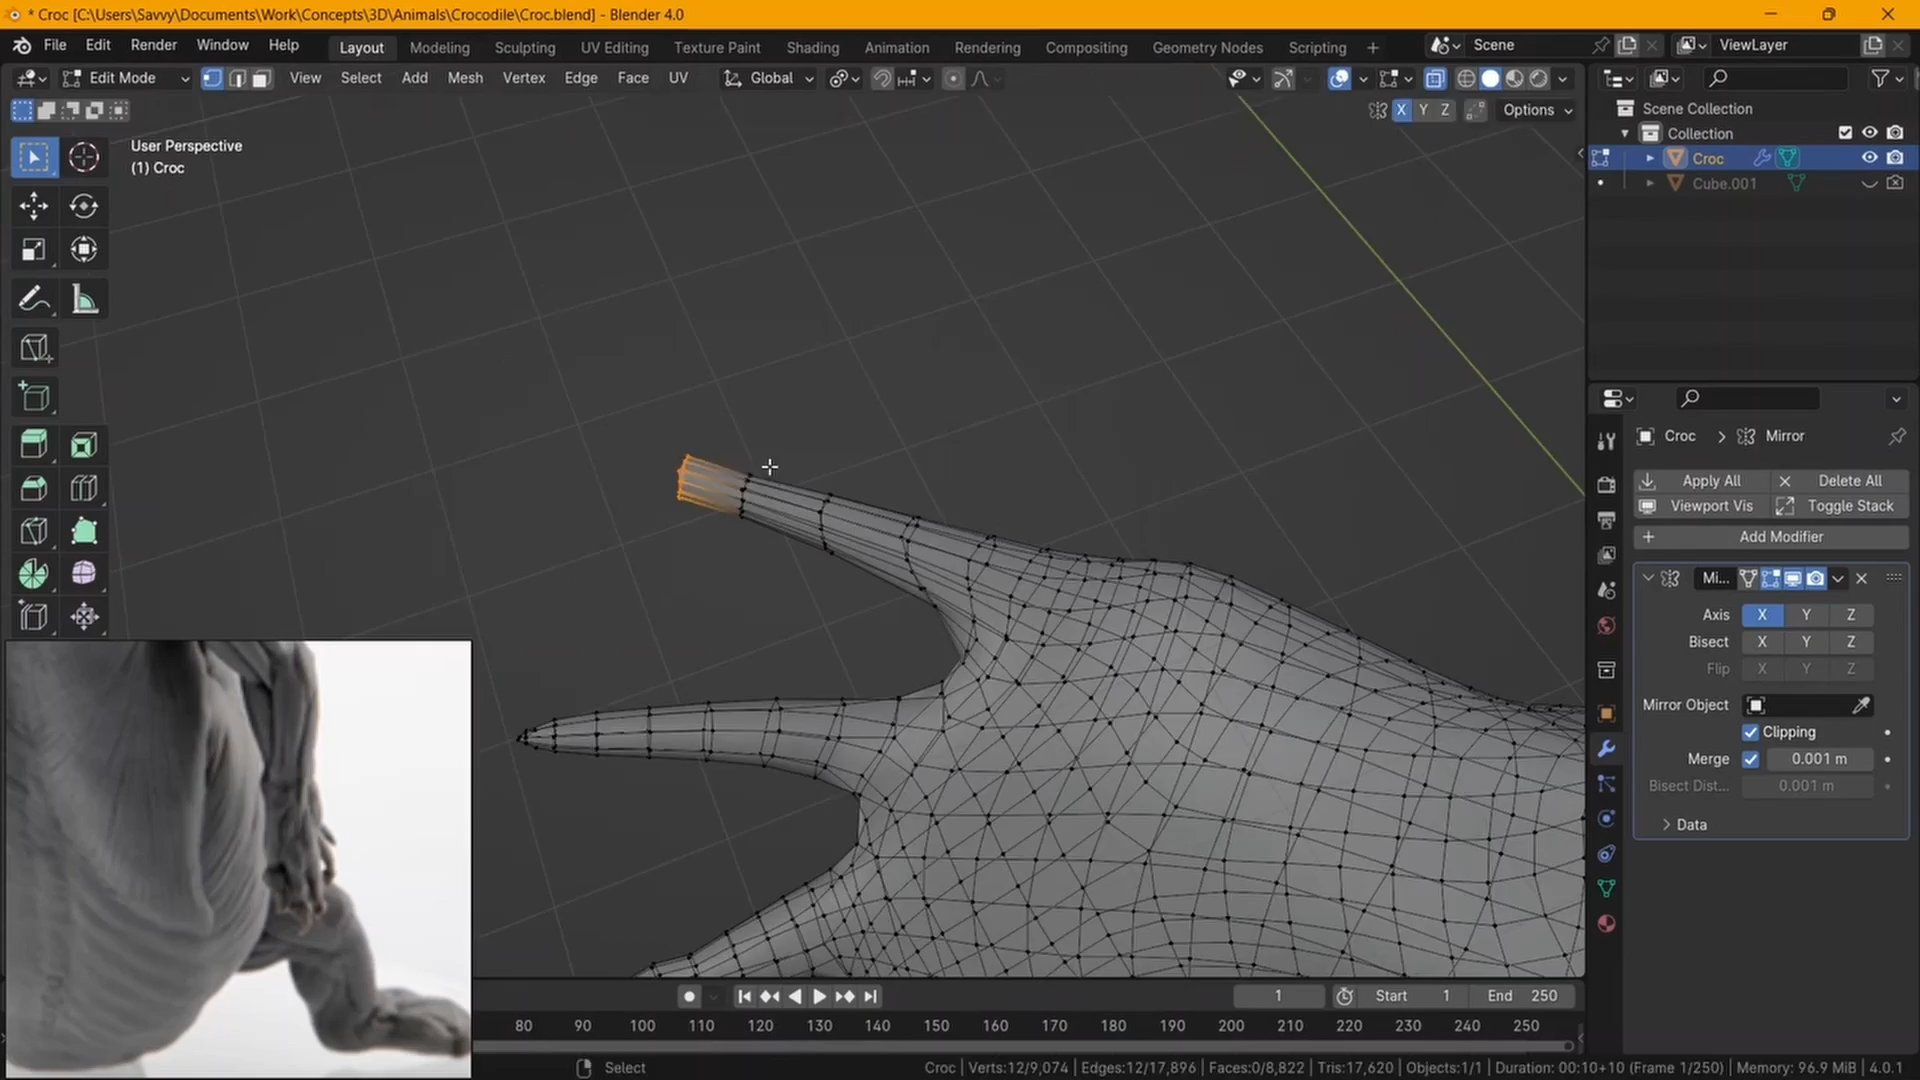 * Croc [C:\Users\Savvy\Documents\Work\Concepts\3D\Animals\Crocodile\Croc.blend] - Blender 4.0
File Edit Render Window Help Layout Modeling Sculpting UV Editing Texture Paint Shading Animation Rendering Compositing Geometry Nodes Scripting + Scene ViewLayer
Edit Mode View Select Add Mesh Vertex Edge Face UV Global
X Y Z Options
User Perspective
(1) Croc
Scene Collection
Collection
Croc
Cube.001
Croc > Mirror
Apply All Delete All
Viewport Vis Toggle Stack
Add Modifier
Mi...
Axis X Y Z
Bisect X Y Z
Flip X Y Z
Mirror Object
Clipping
Merge 0.001 m
Bisect Dist... 0.001 m
Data
1 Start 1 End 250
80 90 100 110 120 130 140 150 160 170 180 190 200 210 220 230 240 250
Select Croc | Verts:12/9,074 | Edges:12/17,896 | Faces:0/8,822 | Tris:17,620 | Objects:1/1 | Duration: 00:10+10 (Frame 1/250) | Memory: 96.9 MiB | 4.0.1